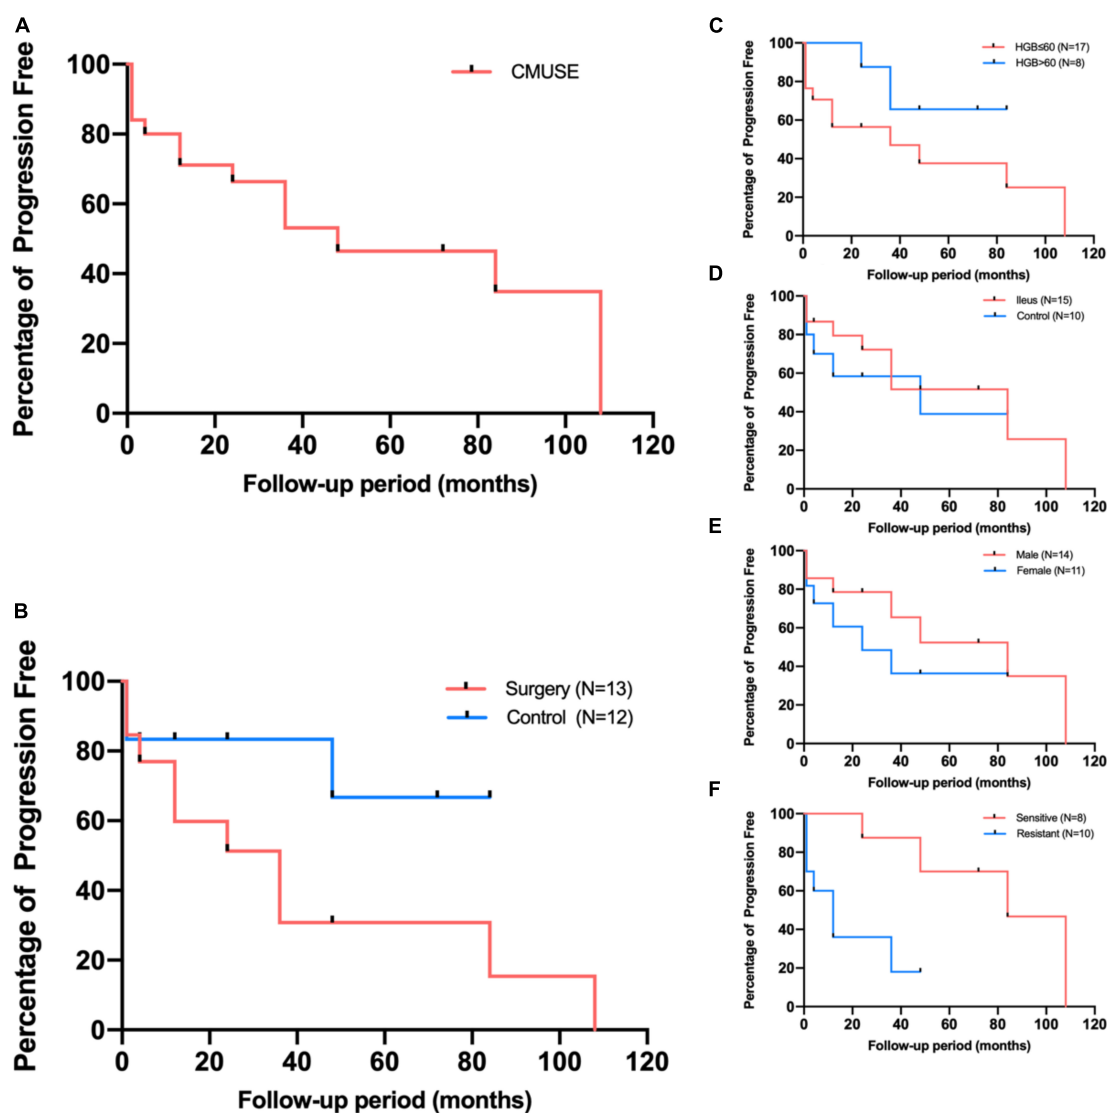 A
Percentage of Progression Free
100
80
60
40
20
0
CMUSE
0 20 40 60 80 100 120
Follow-up period (months)
B
Percentage of Progression Free
100
80
60
40
20
0
Surgery (N=13)
Control (N=12)
0 20 40 60 80 100 120
Follow-up period (months)
C
Percentage of Progression Free
100
80
60
40
20
0
HGB≤60 (N=17)
HGB>60 (N=8)
0 20 40 60 80 100 120
Follow-up period (months)
D
Percentage of Progression Free
100
80
60
40
20
0
Ileus (N=15)
Control (N=10)
0 20 40 60 80 100 120
Follow-up period (months)
E
Percentage of Progression Free
100
80
60
40
20
0
Male (N=14)
Female (N=11)
0 20 40 60 80 100 120
Follow-up period (months)
F
Percentage of Progression Free
100
80
60
40
20
0
Sensitive (N=8)
Resistant (N=10)
0 20 40 60 80 100 120
Follow-up period (months)